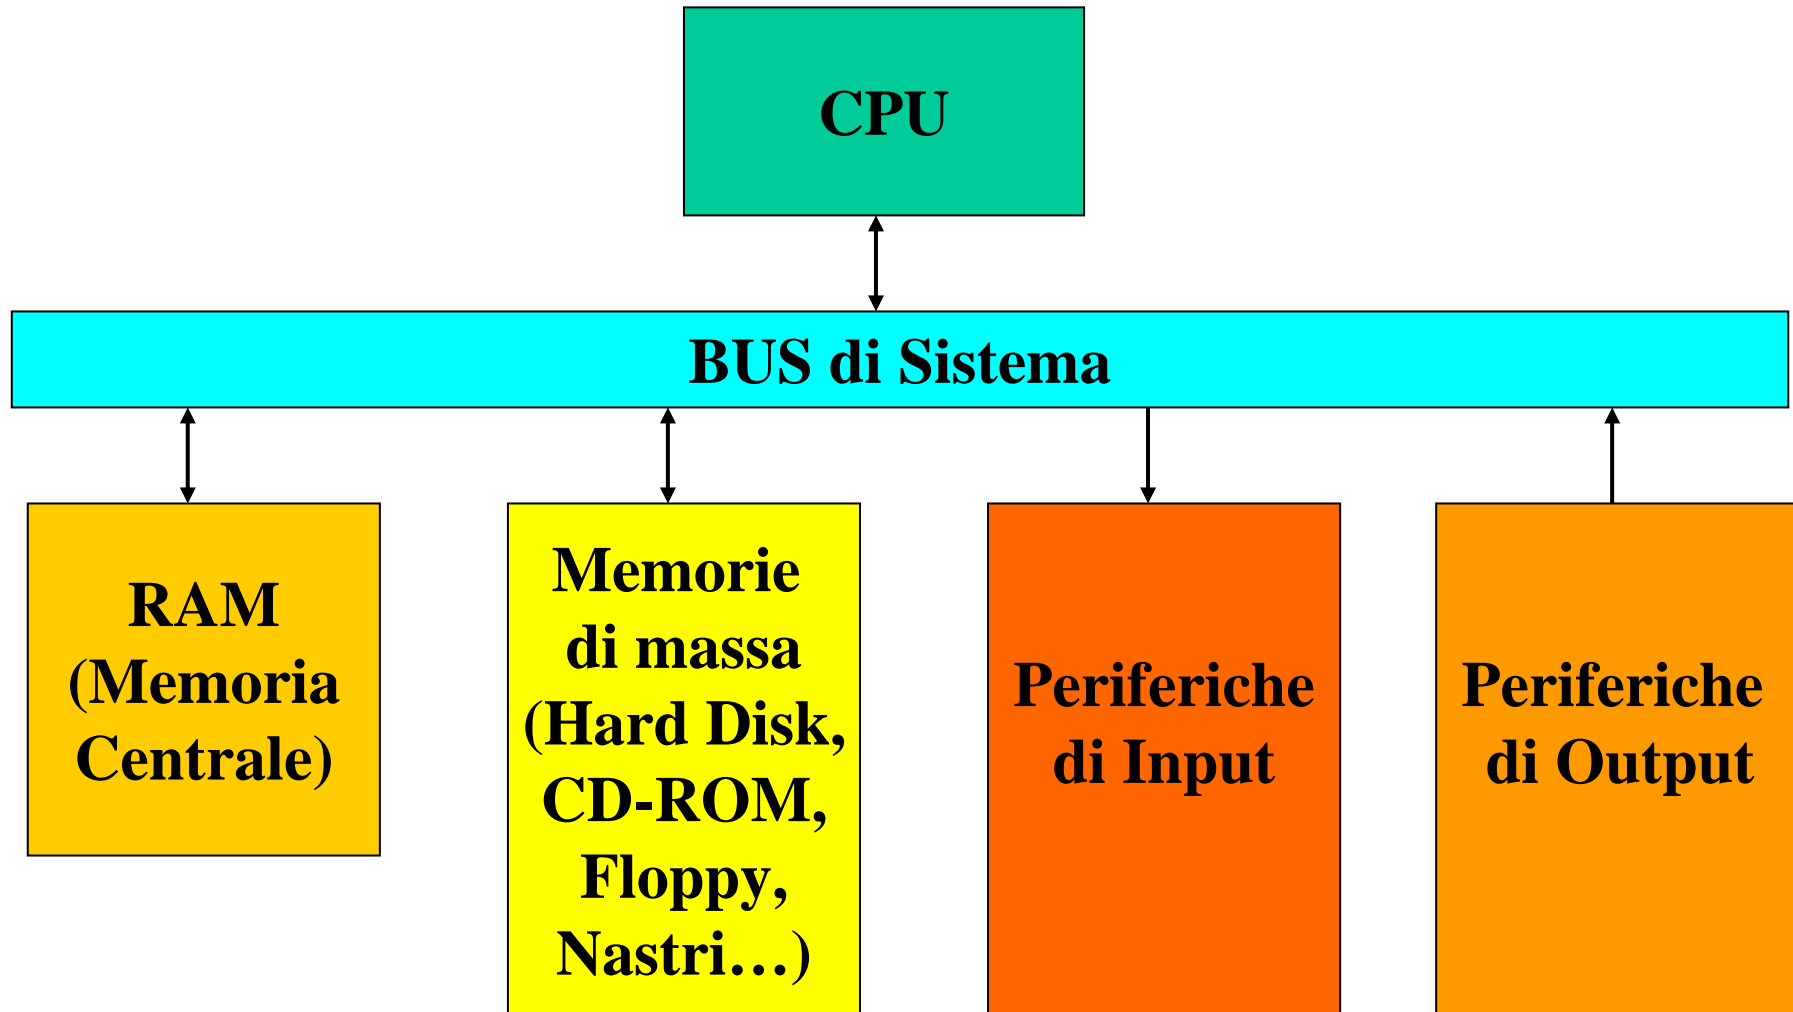 CPU
BUS di Sistema
RAM
(Memoria
Centrale)
Memorie
di massa
(Hard Disk,
CD-ROM,
Floppy,
Nastri…)
Periferiche
di Input
Periferiche
di Output